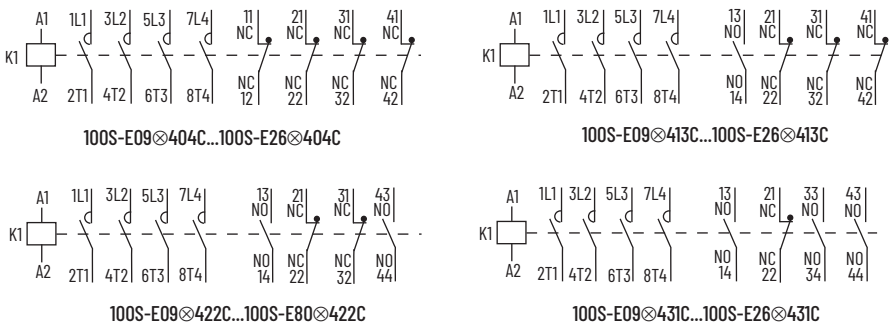 A1 1L1 3L2 5L3 7L4 11 21 31 41
NC NC NC NC
K1
NC NC NC NC
A2 2T1 4T2 6T3 8T4 12 22 32 42
100S-E09⊗404C...100S-E26⊗404C
A1 1L1 3L2 5L3 7L4 13 21 31 41
NO NC NC NC
K1
NO NC NC NC
A2 2T1 4T2 6T3 8T4 14 22 32 42
100S-E09⊗413C...100S-E26⊗413C
A1 1L1 3L2 5L3 7L4 13 21 31 43
NO NC NC NO
K1
NO NC NC NO
A2 2T1 4T2 6T3 8T4 14 22 32 44
100S-E09⊗422C...100S-E80⊗422C
A1 1L1 3L2 5L3 7L4 13 21 33 43
NO NC NO NO
K1
NO NC NO NO
A2 2T1 4T2 6T3 8T4 14 22 34 44
100S-E09⊗431C...100S-E26⊗431C